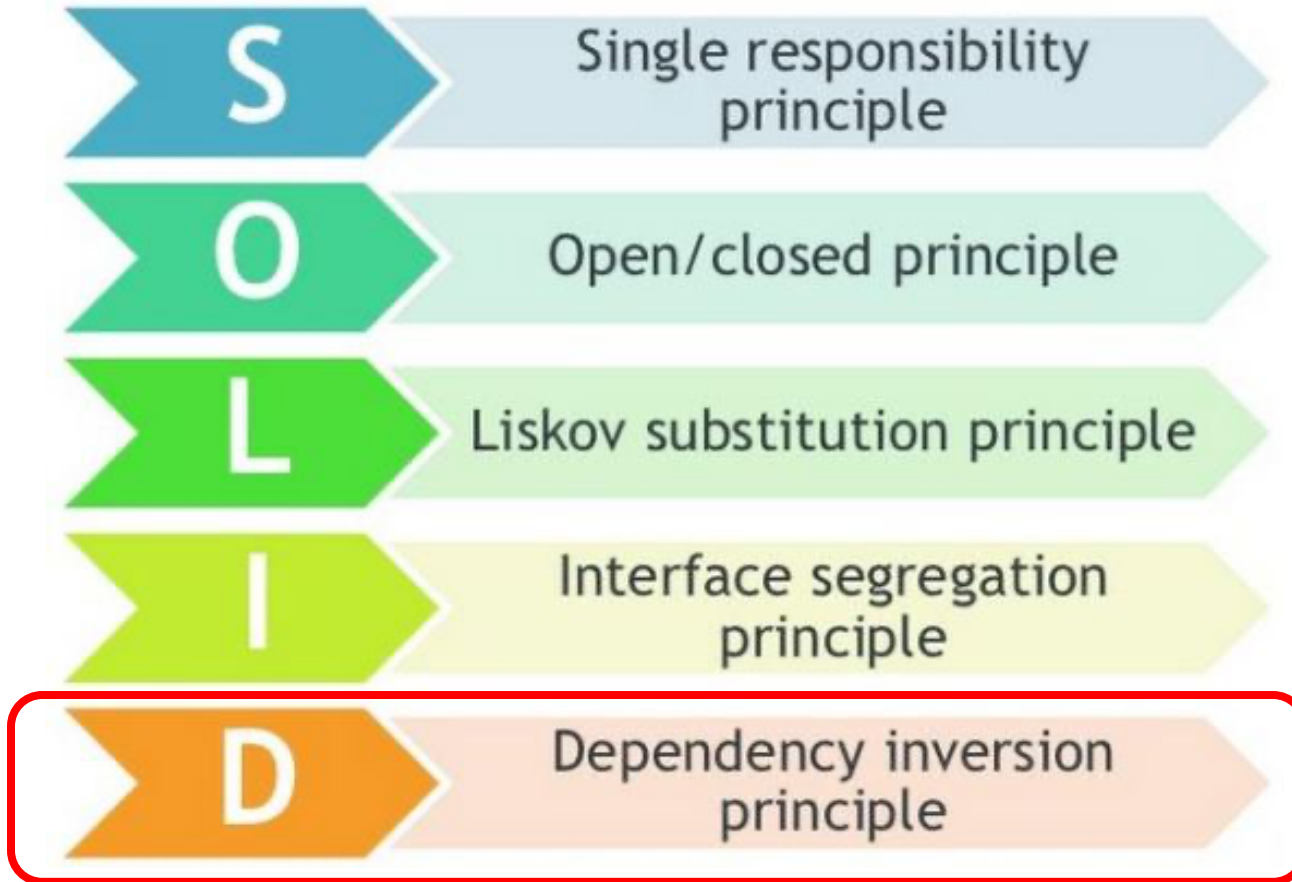 S
Single responsibility
principle
O
Open/closed principle
L
Liskov substitution principle
I
Interface segregation
principle
D
Dependency inversion
principle